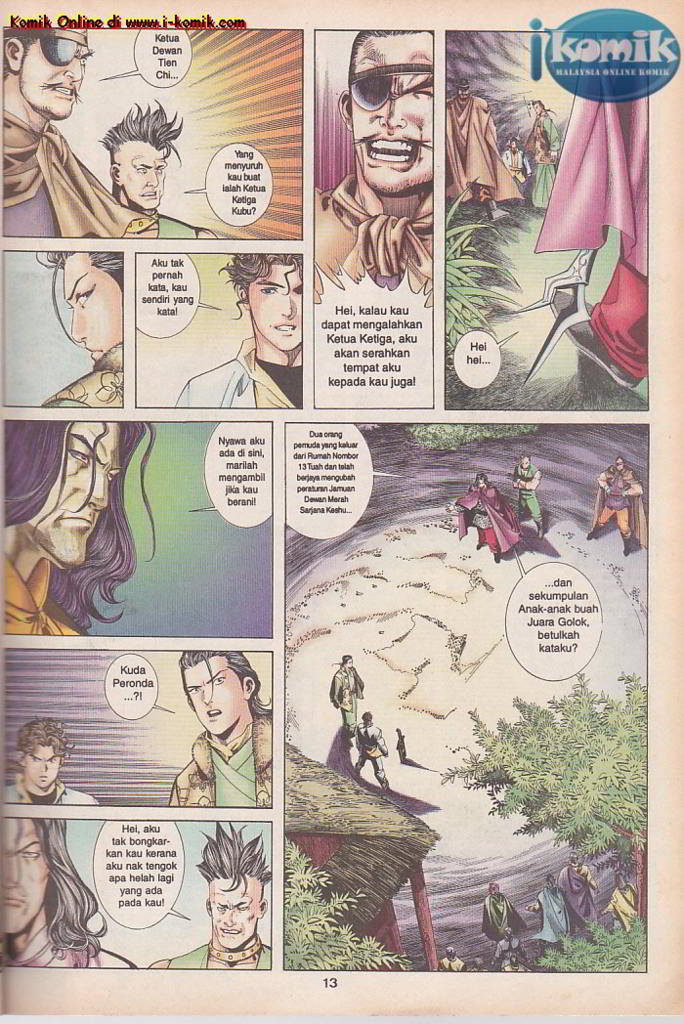 Komik Online di www.i-komik.com
ikomik
MALAYSIA ONLINE KOMIK
Ketua
Dewan
Tien
Chi...
Yang
menyuruh
kau buat
ialah Ketua
Ketiga
Kubu?
Aku tak
pernah
kata, kau
sendiri yang
kata!
Hei, kalau kau
dapat mengalahkan
Ketua Ketiga, aku
akan serahkan
tempat aku
kepada kau juga!
Hei
hei...
Nyawa aku
ada di sini,
marilah
mengambil
jika kau
berani!
Dua orang
pemuda yang keluar
dari Rumah Nombor
13 Tuah dan telah
berjaya mengubah
peraturan Jamuan
Dewan Merah
Sarjana Keshu...
...dan
sekumpulan
Anak-anak buah
Juara Golok,
betulkah
kataku?
Kuda
Peronda
...?!
Hei, aku
tak bongkar-
kan kau kerana
aku nak tengok
apa helah lagi
yang ada
pada kau!
13